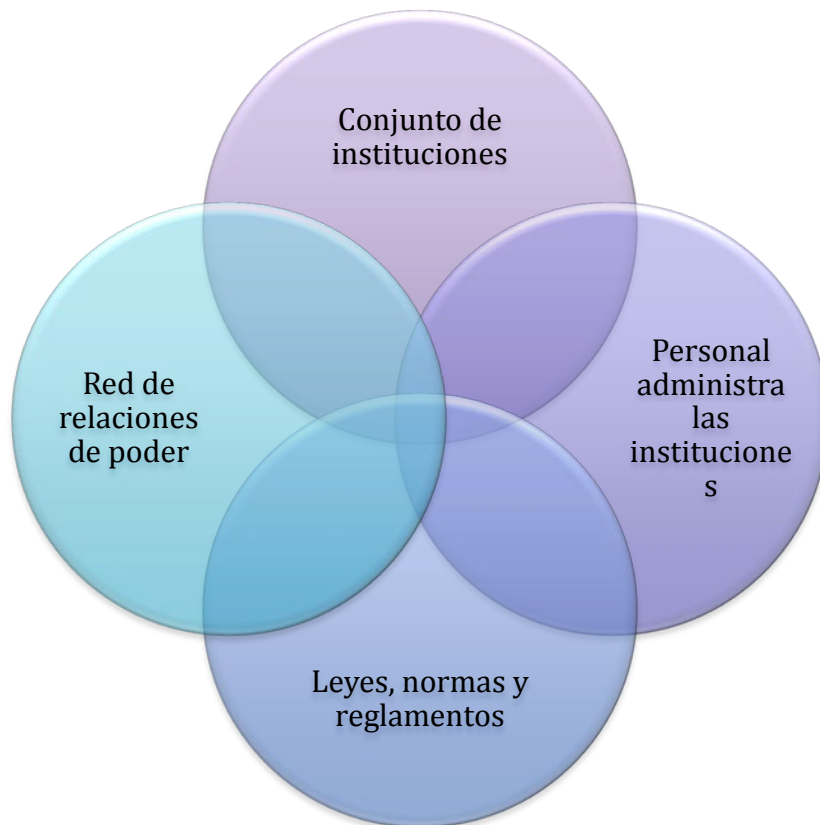 Conjunto de
instituciones
Red de
relaciones
de poder
Personal
administra
las
institucione
s
Leyes, normas y
reglamentos